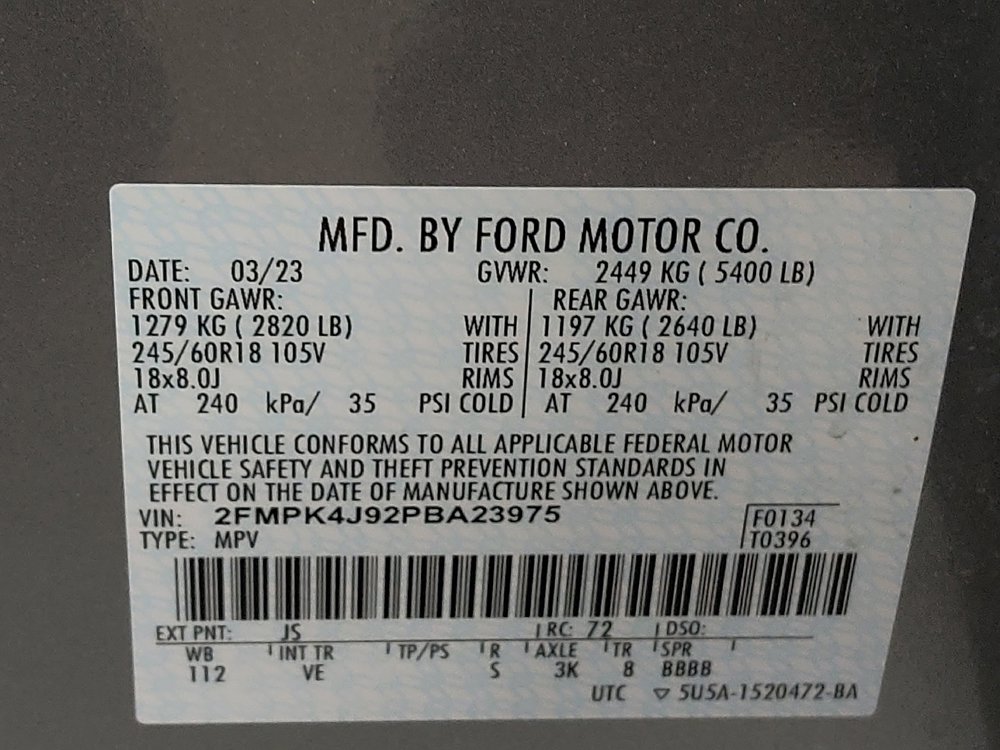 MFD. BY FORD MOTOR CO.
DATE: 03/23 GVWR: 2449 KG ( 5400 LB)
FRONT GAWR: REAR GAWR:
1279 KG ( 2820 LB) WITH 1197 KG ( 2640 LB) WITH
245/60R18 105V TIRES 245/60R18 105V TIRES
18x8.0J RIMS 18x8.0J RIMS
AT 240 kPa/ 35 PSI COLD AT 240 kPa/ 35 PSI COLD
THIS VEHICLE CONFORMS TO ALL APPLICABLE FEDERAL MOTOR
VEHICLE SAFETY AND THEFT PREVENTION STANDARDS IN
EFFECT ON THE DATE OF MANUFACTURE SHOWN ABOVE.
VIN: 2FMPK4J92PBA23975 F0134
TYPE: MPV T0396
EXT PNT: JS RC: 72 DSO:
WB INT TR TP/PS R AXLE TR SPR
112 VE S 3K 8 BBBB
UTC ▽ 5U5A-1520472-BA